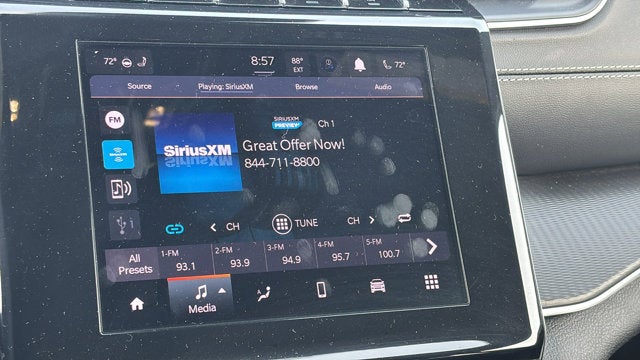 72° 8:57 88° EXT 72°
Source Playing: SiriusXM Browse Audio
FM
SIRIUSXM PREVIEW Ch 1
SiriusXM
Great Offer Now!
844-711-8800
CH TUNE CH
All Presets
1-FM 2-FM 3-FM 4-FM 5-FM
93.1 93.9 94.9 95.7 100.7
Media